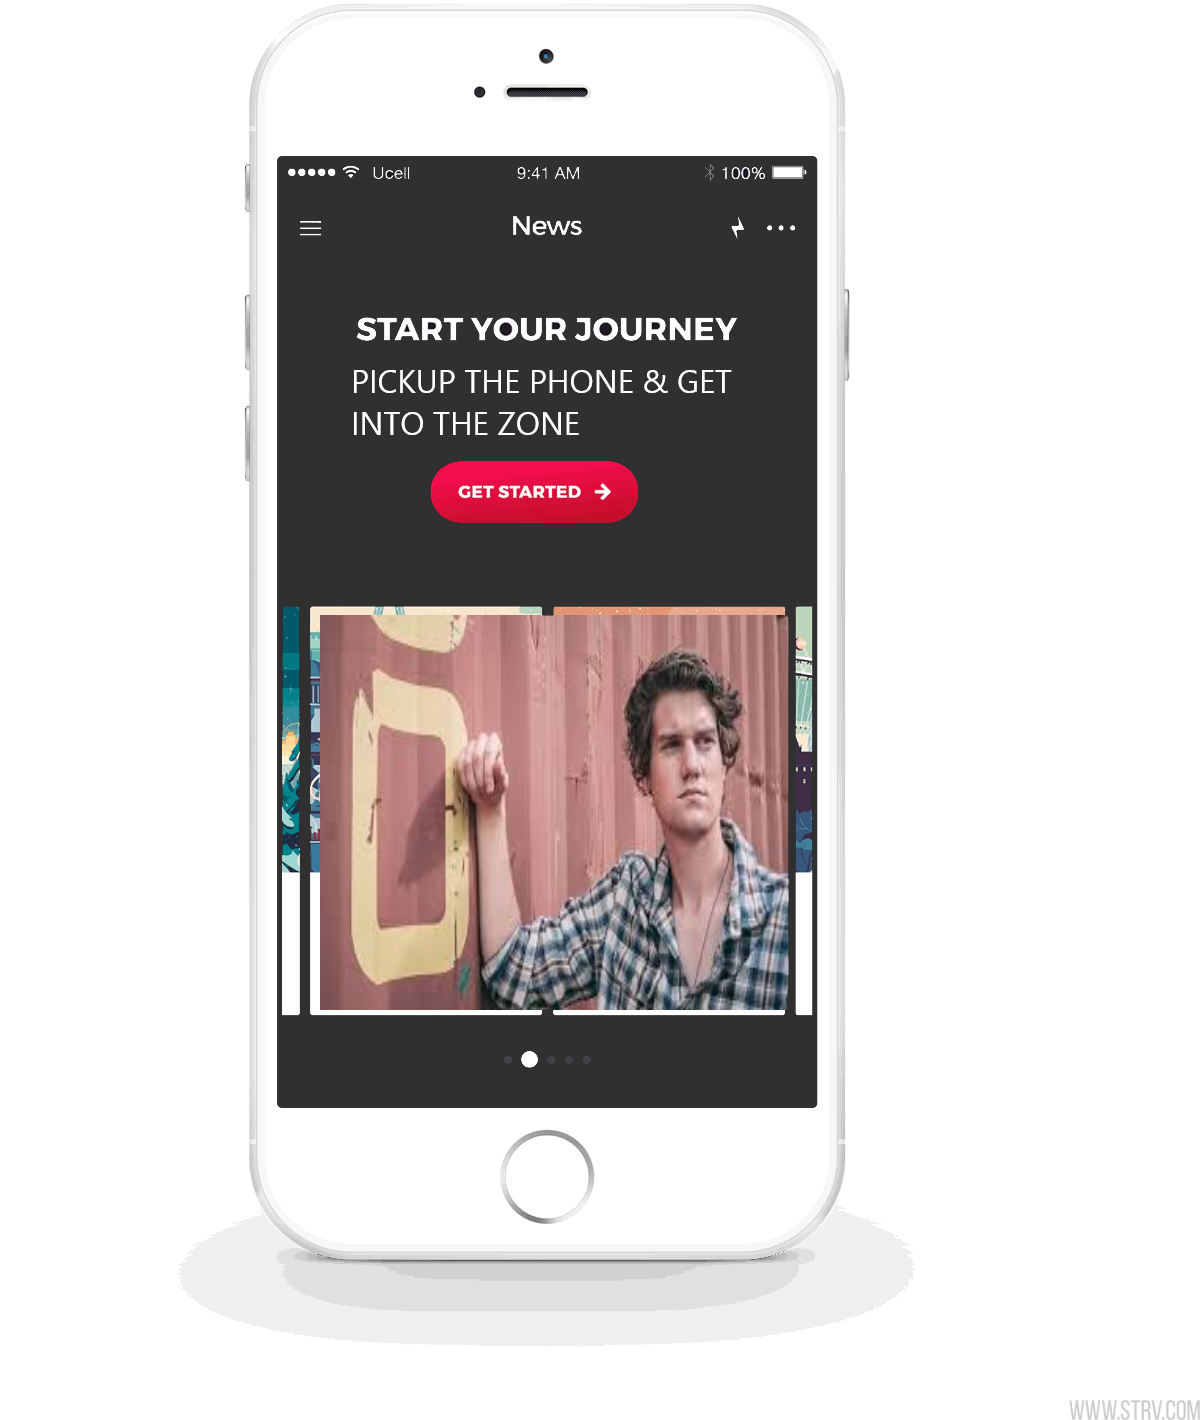 Ucell 9:41 AM 100%
News
START YOUR JOURNEY
PICKUP THE PHONE & GET
INTO THE ZONE
GET STARTED
WWW.STRV.COM